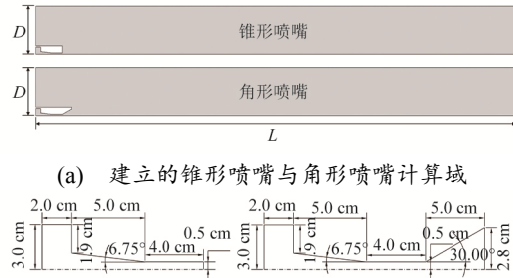 D 锥形喷嘴
D 角形喷嘴
L
(a) 建立的锥形喷嘴与角形喷嘴计算域
2.0 cm 5.0 cm 2.0 cm 5.0 cm 5.0 cm
3.0 cm 1.9 cm 6.75° 4.0 cm 0.5 cm 3.0 cm 1.9 cm 6.75° 4.0 cm 0.5 cm 30.00° 2.8 cm